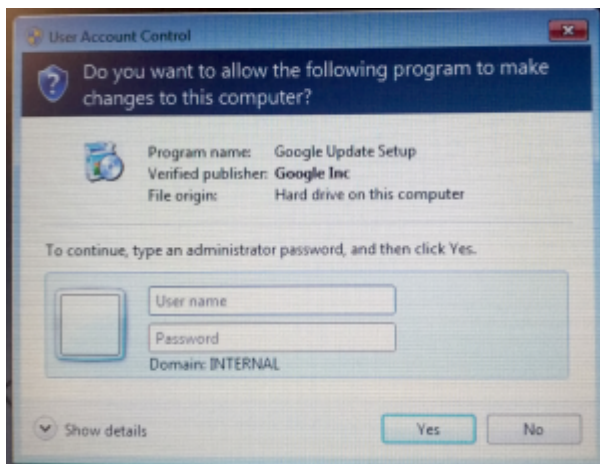 User Account Control
Do you want to allow the following program to make
changes to this computer?
Program name: Google Update Setup
Verified publisher: Google Inc
File origin: Hard drive on this computer
To continue, type an administrator password, and then click Yes.
User name
Password
Domain: INTERNAL
Show details
Yes
No